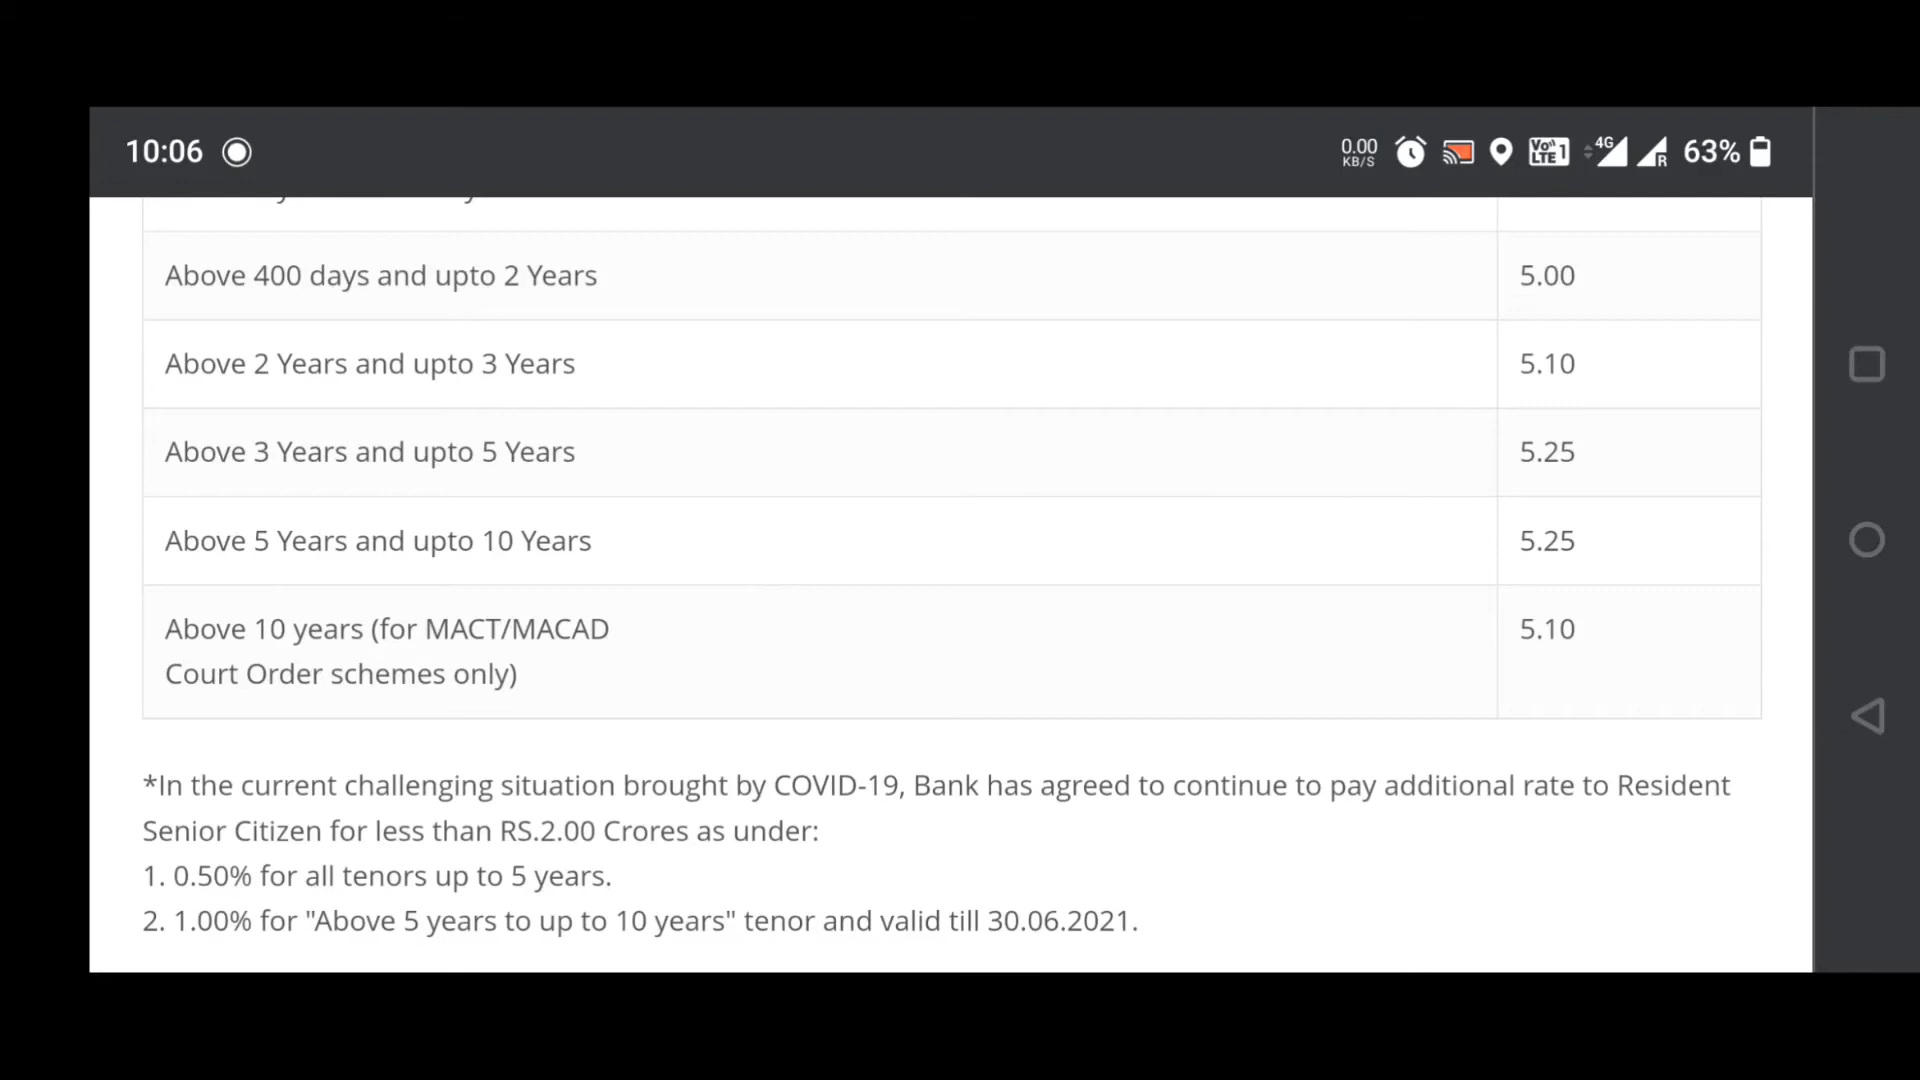 10:06
0.00 KB/S
Vo LTE 1
4G
R
63%
Above 400 days and upto 2 Years 5.00
Above 2 Years and upto 3 Years 5.10
Above 3 Years and upto 5 Years 5.25
Above 5 Years and upto 10 Years 5.25
Above 10 years (for MACT/MACAD 5.10
Court Order schemes only)
*In the current challenging situation brought by COVID-19, Bank has agreed to continue to pay additional rate to Resident
Senior Citizen for less than RS.2.00 Crores as under:
1. 0.50% for all tenors up to 5 years.
2. 1.00% for "Above 5 years to up to 10 years" tenor and valid till 30.06.2021.